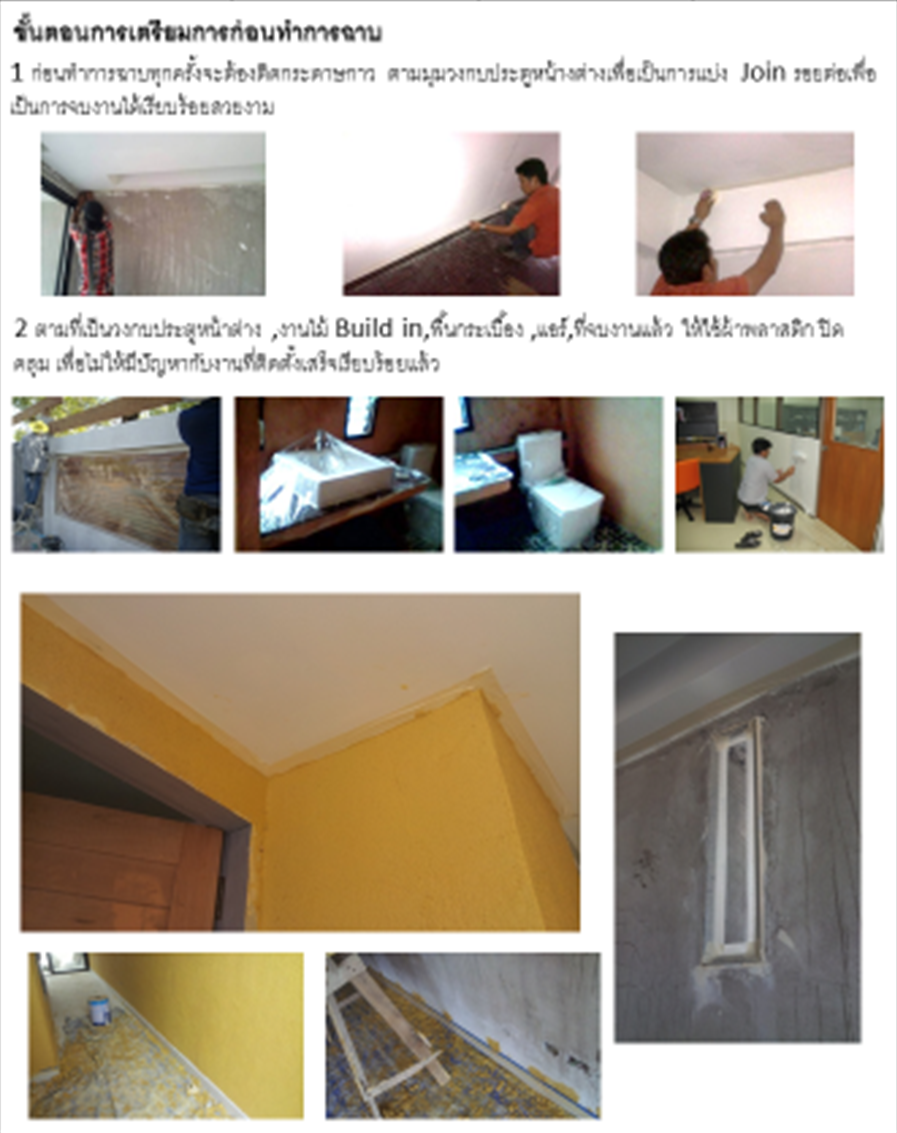 ขั้นตอนการเตรียมการก่อนทำการฉาบ
1 ก่อนทำการฉาบทุกครั้งจะต้องติดกระดาษกาว ตามมุมวงกบประตูหน้างต่างเพื่อเป็นการแบ่ง Join รอยต่อเพื่อ
เป็นการจบงานได้เรียบร้อยสวยงาม
2 ตามที่เป็นวงกบประตูหน้าต่าง ,งานไม้ Build in,พื้นกระเบื้อง ,แอร์,ที่จบงานแล้ว ให้ใช้ผ้าพลาสติก ปิด
คลุม เพื่อไม่ให้มีปัญหากับงานที่ติดตั้งเสร็จเรียบร้อยแล้ว